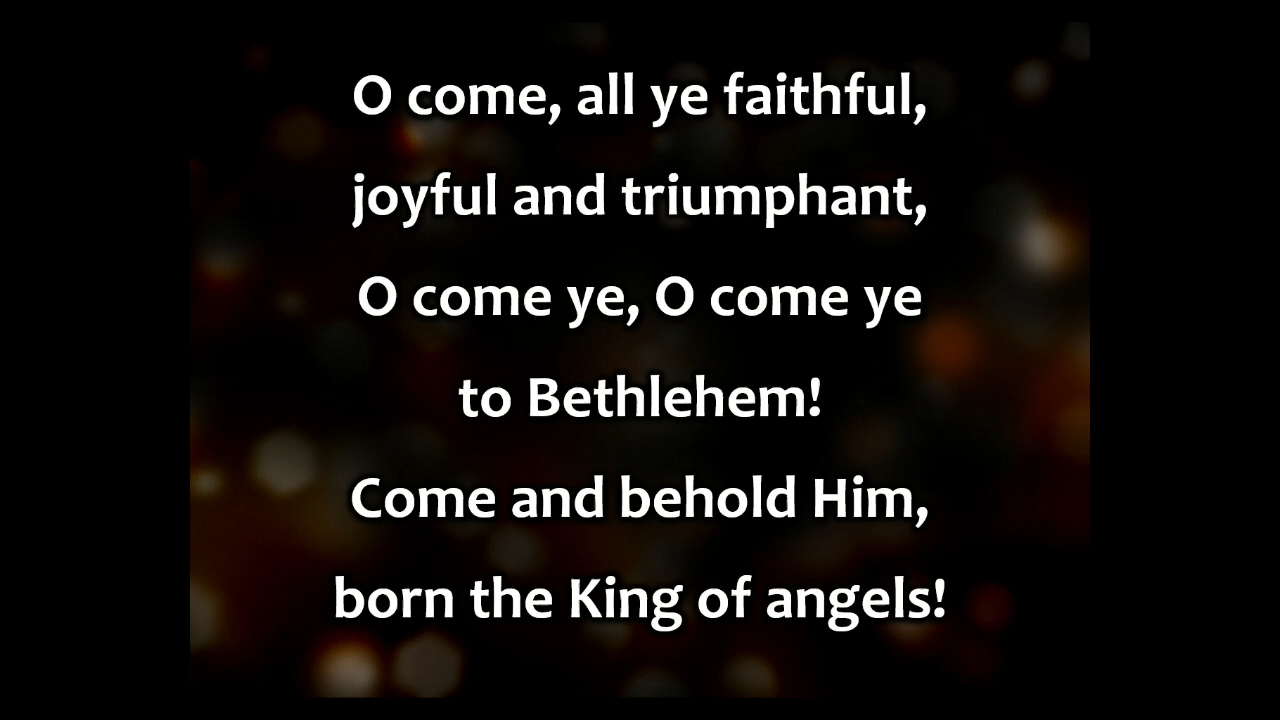 O come, all ye faithful,
joyful and triumphant,
O come ye, O come ye
to Bethlehem!
Come and behold Him,
born the King of angels!